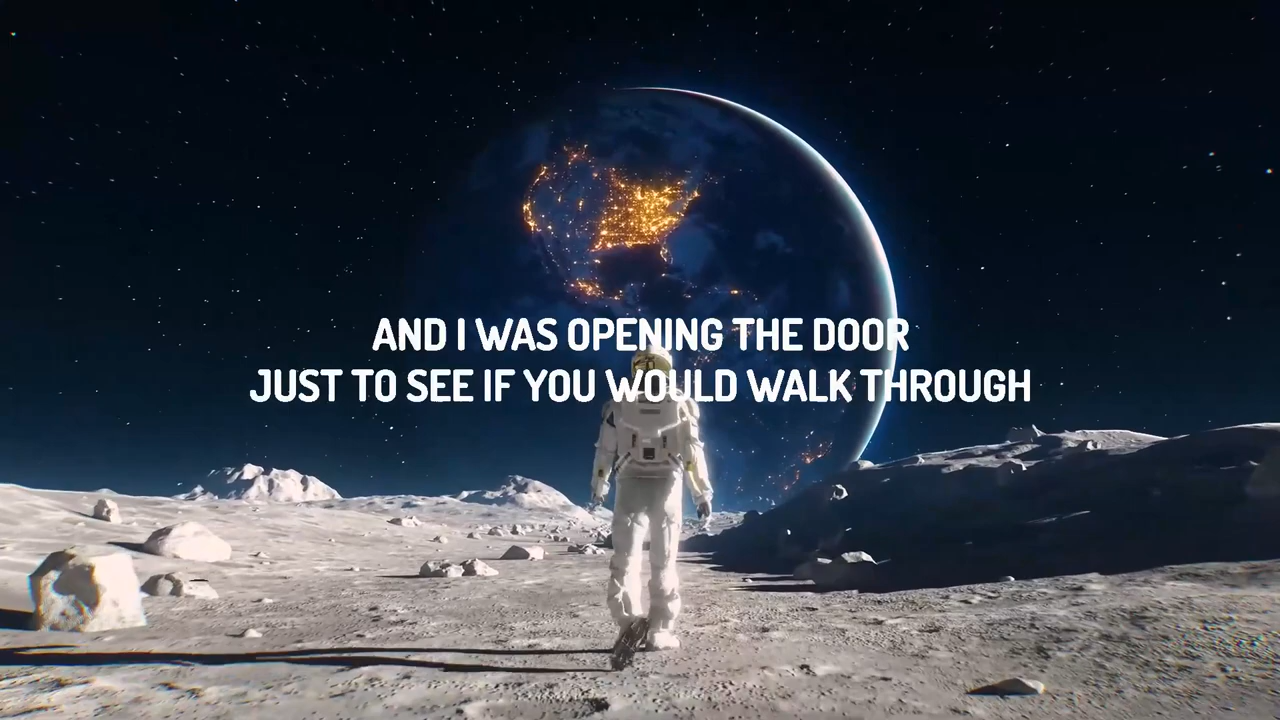 AND I WAS OPENING THE DOOR
JUST TO SEE IF YOU WOULD WALK THROUGH